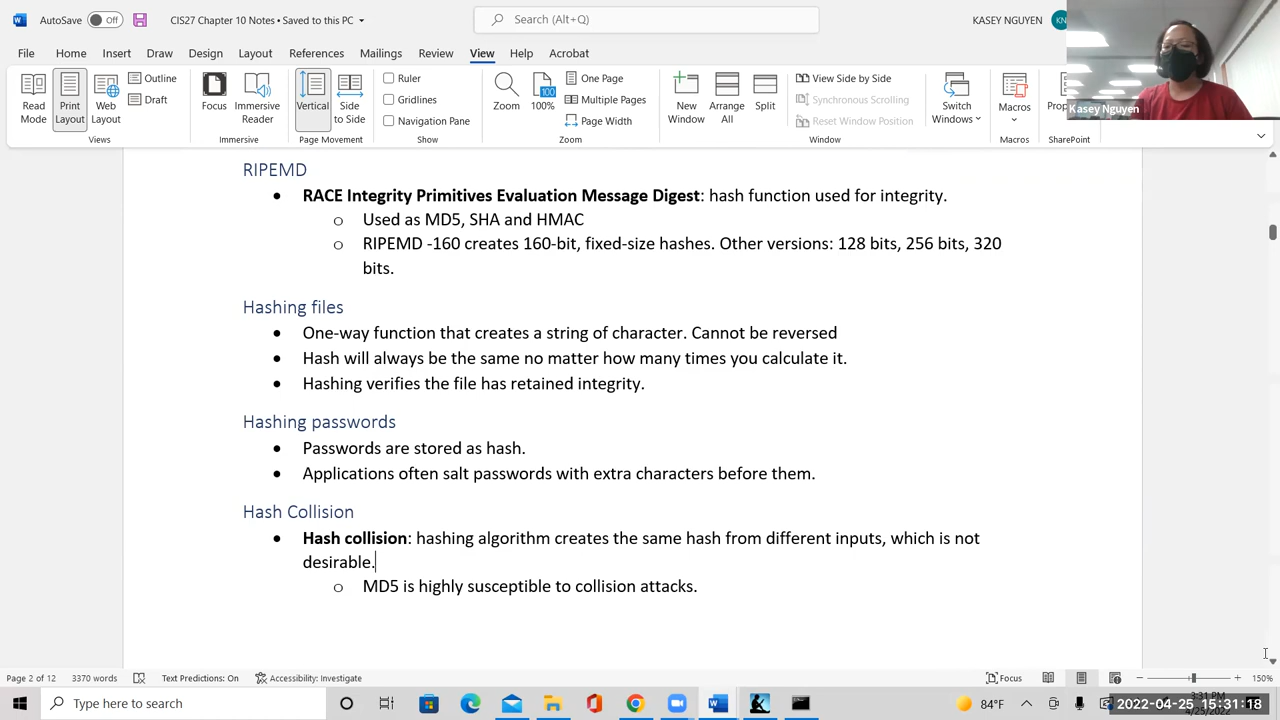 AutoSave Off CIS27 Chapter 10 Notes • Saved to this PC Search (Alt+Q) KASEY NGUYEN KN
File Home Insert Draw Design Layout References Mailings Review View Help Acrobat
Read Mode Print Layout Web Layout Outline Draft Views
Focus Immersive Reader Immersive
Vertical Side to Side Page Movement
Ruler Gridlines Navigation Pane Show
Zoom 100 100% One Page Multiple Pages Page Width Zoom
New Window Arrange All Split View Side by Side Synchronous Scrolling Reset Window Position Switch Windows Window
Macros Macros
SharePoint
Kasey Nguyen
RIPEMD
• RACE Integrity Primitives Evaluation Message Digest: hash function used for integrity.
o Used as MD5, SHA and HMAC
o RIPEMD -160 creates 160-bit, fixed-size hashes. Other versions: 128 bits, 256 bits, 320
bits.
Hashing files
• One-way function that creates a string of character. Cannot be reversed
• Hash will always be the same no matter how many times you calculate it.
• Hashing verifies the file has retained integrity.
Hashing passwords
• Passwords are stored as hash.
• Applications often salt passwords with extra characters before them.
Hash Collision
• Hash collision: hashing algorithm creates the same hash from different inputs, which is not
desirable.
o MD5 is highly susceptible to collision attacks.
Page 2 of 12 3370 words Text Predictions: On Accessibility: Investigate Focus 150%
Type here to search 84°F 3:31 PM
2022-04-25 15:31:18